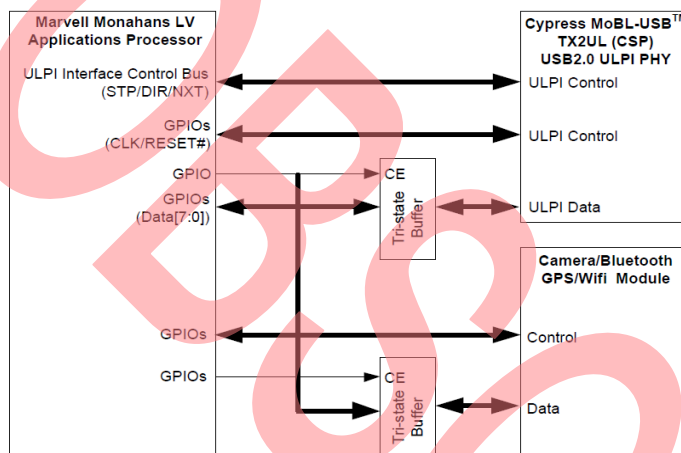 Marvell Monahans LV
Applications Processor
ULPI Interface Control Bus
(STP/DIR/NXT)
GPIOs
(CLK/RESET#)
GPIO
GPIOs
(Data[7:0])
GPIOs
GPIOs
CE
Tri-state
Buffer
CE
Tri-state
Buffer
Cypress MoBL-USB™
TX2UL (CSP)
USB2.0 ULPI PHY
ULPI Control
ULPI Control
ULPI Data
Camera/Bluetooth
GPS/Wifi Module
Control
Data